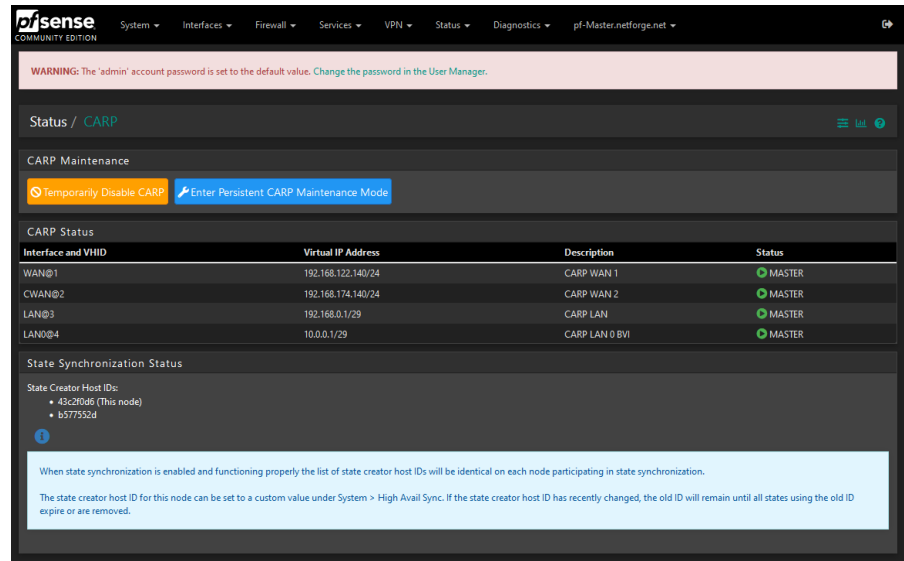 pfsense
COMMUNITY EDITION
System Interfaces Firewall Services VPN Status Diagnostics pf-Master.netforge.net
WARNING: The 'admin' account password is set to the default value. Change the password in the User Manager.
Status / CARP
CARP Maintenance
Temporarily Disable CARP Enter Persistent CARP Maintenance Mode
CARP Status
Interface and VHID Virtual IP Address Description Status
WAN@1 192.168.122.140/24 CARP WAN 1 MASTER
CWAN@2 192.168.174.140/24 CARP WAN 2 MASTER
LAN@3 192.168.0.1/29 CARP LAN MASTER
LAN0@4 10.0.0.1/29 CARP LAN 0 BVI MASTER
State Synchronization Status
State Creator Host IDs:
• 43c2f0d6 (This node)
• b577552d
When state synchronization is enabled and functioning properly the list of state creator host IDs will be identical on each node participating in state synchronization.
The state creator host ID for this node can be set to a custom value under System > High Avail Sync. If the state creator host ID has recently changed, the old ID will remain until all states using the old ID
expire or are removed.